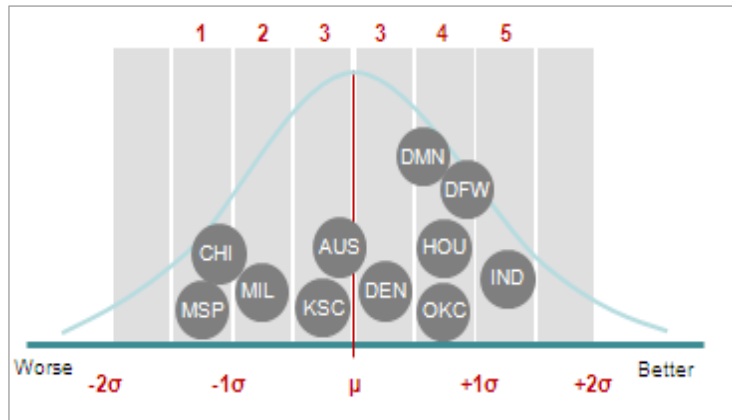 1 2 3 3 4 5
DMN
DFW
CHI AUS HOU
MIL DEN IND
MSP KSC OKC
Worse Better
-2σ -1σ μ +1σ +2σ